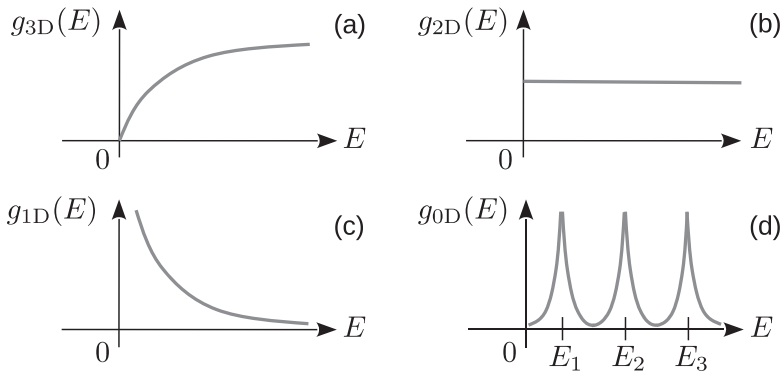 g3D(E) (a)
0 E
g2D(E) (b)
0 E
g1D(E) (c)
0 E
g0D(E) (d)
0 E1 E2 E3 E